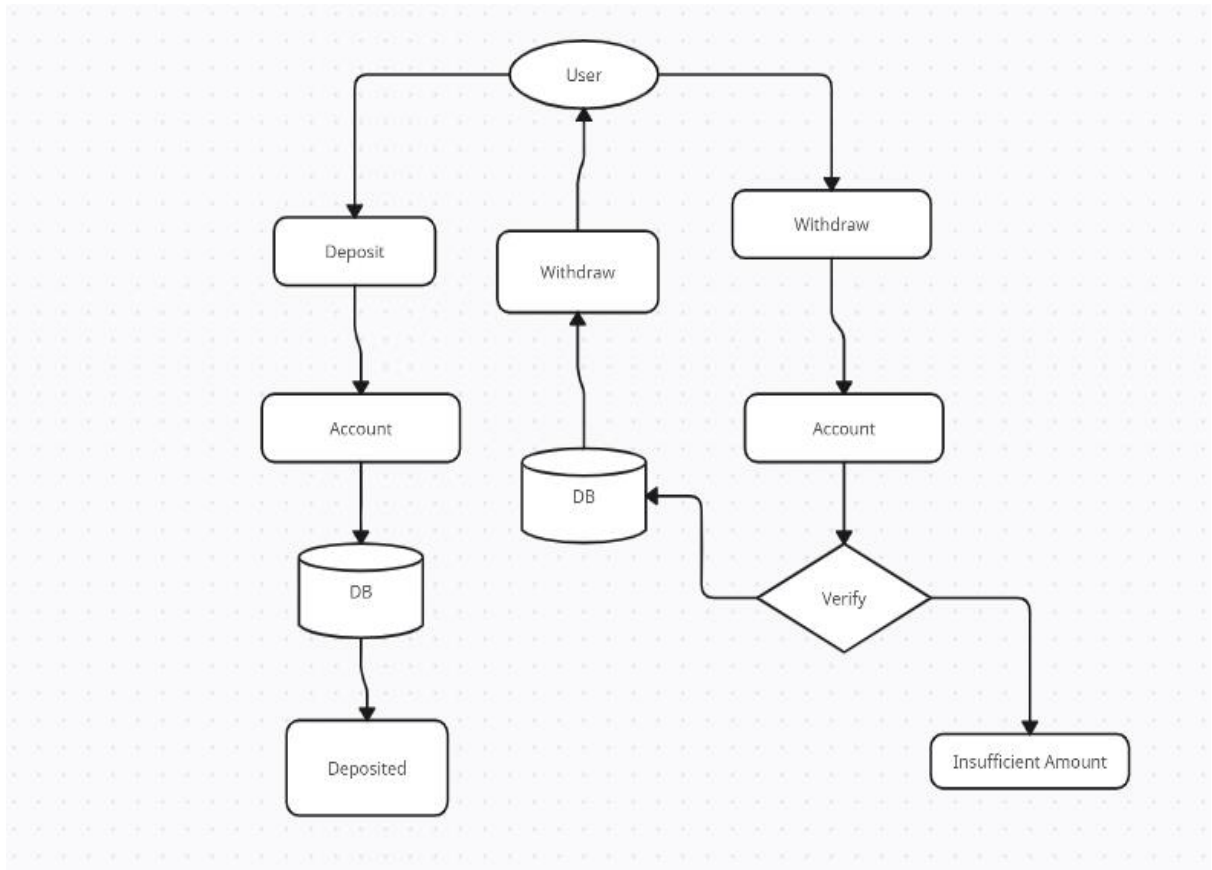 User
Deposit
Withdraw
Withdraw
Account
Account
DB
DB
Verify
Deposited
Insufficient Amount